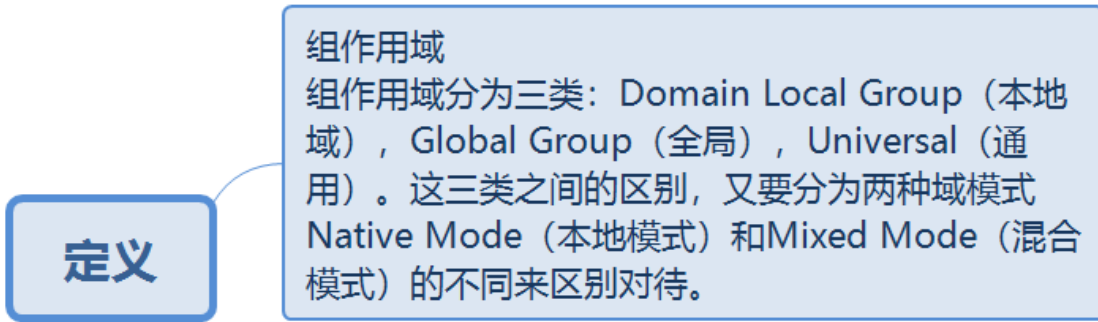 组作用域
组作用域分为三类：Domain Local Group（本地
域），Global Group（全局），Universal（通
用）。这三类之间的区别，又要分为两种域模式
Native Mode（本地模式）和Mixed Mode（混合
模式）的不同来区别对待。
定义